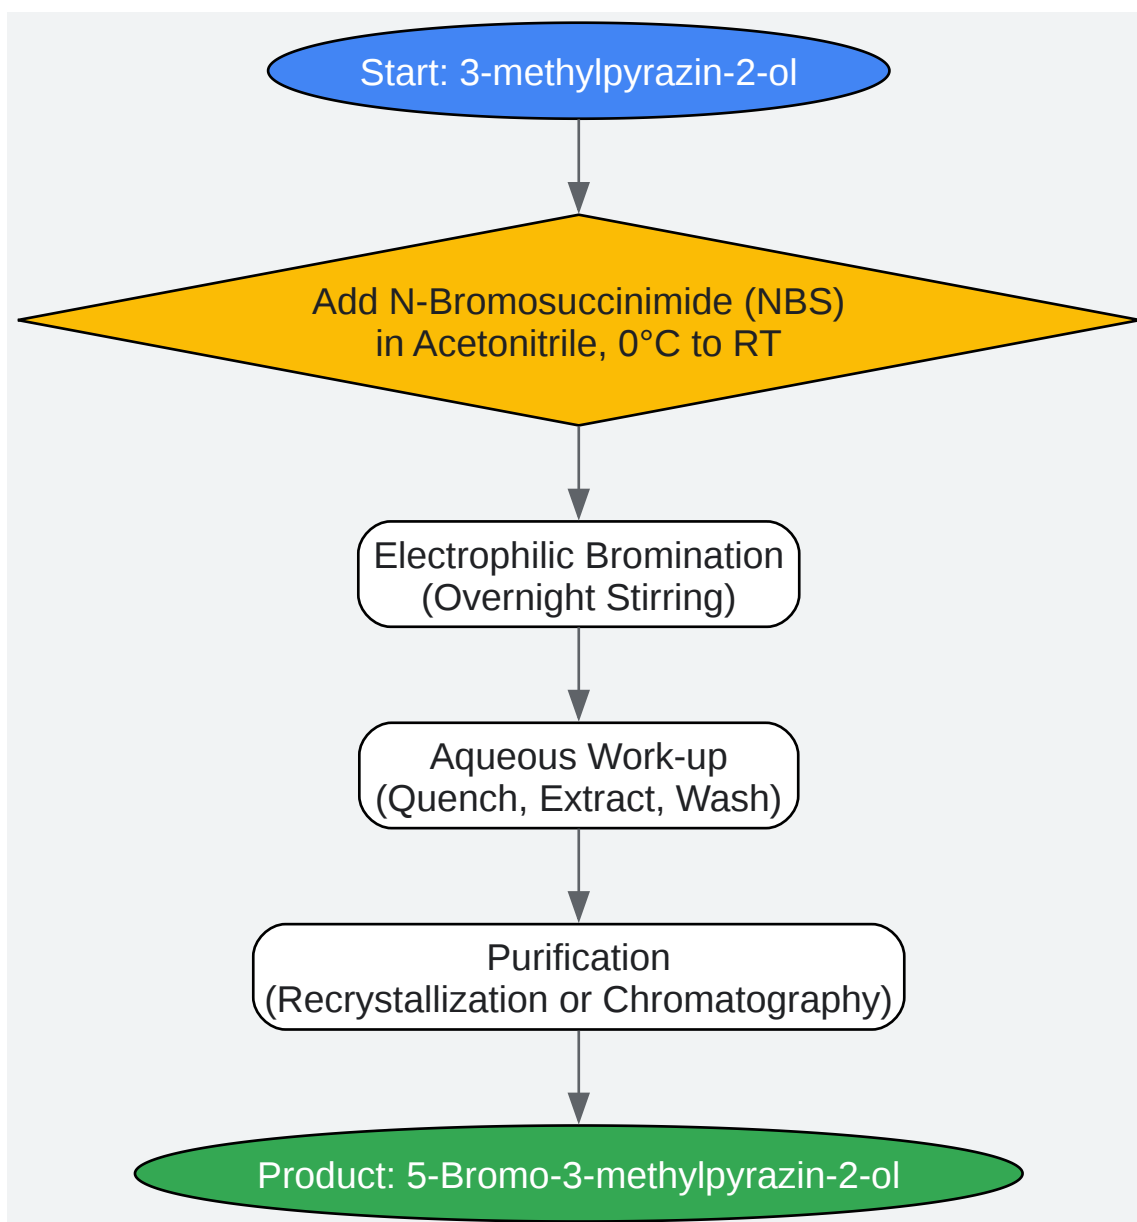 Start: 3-methylpyrazin-2-ol
Add N-Bromosuccinimide (NBS)
in Acetonitrile, 0°C to RT
Electrophilic Bromination
(Overnight Stirring)
Aqueous Work-up
(Quench, Extract, Wash)
Purification
(Recrystallization or Chromatography)
Product: 5-Bromo-3-methylpyrazin-2-ol